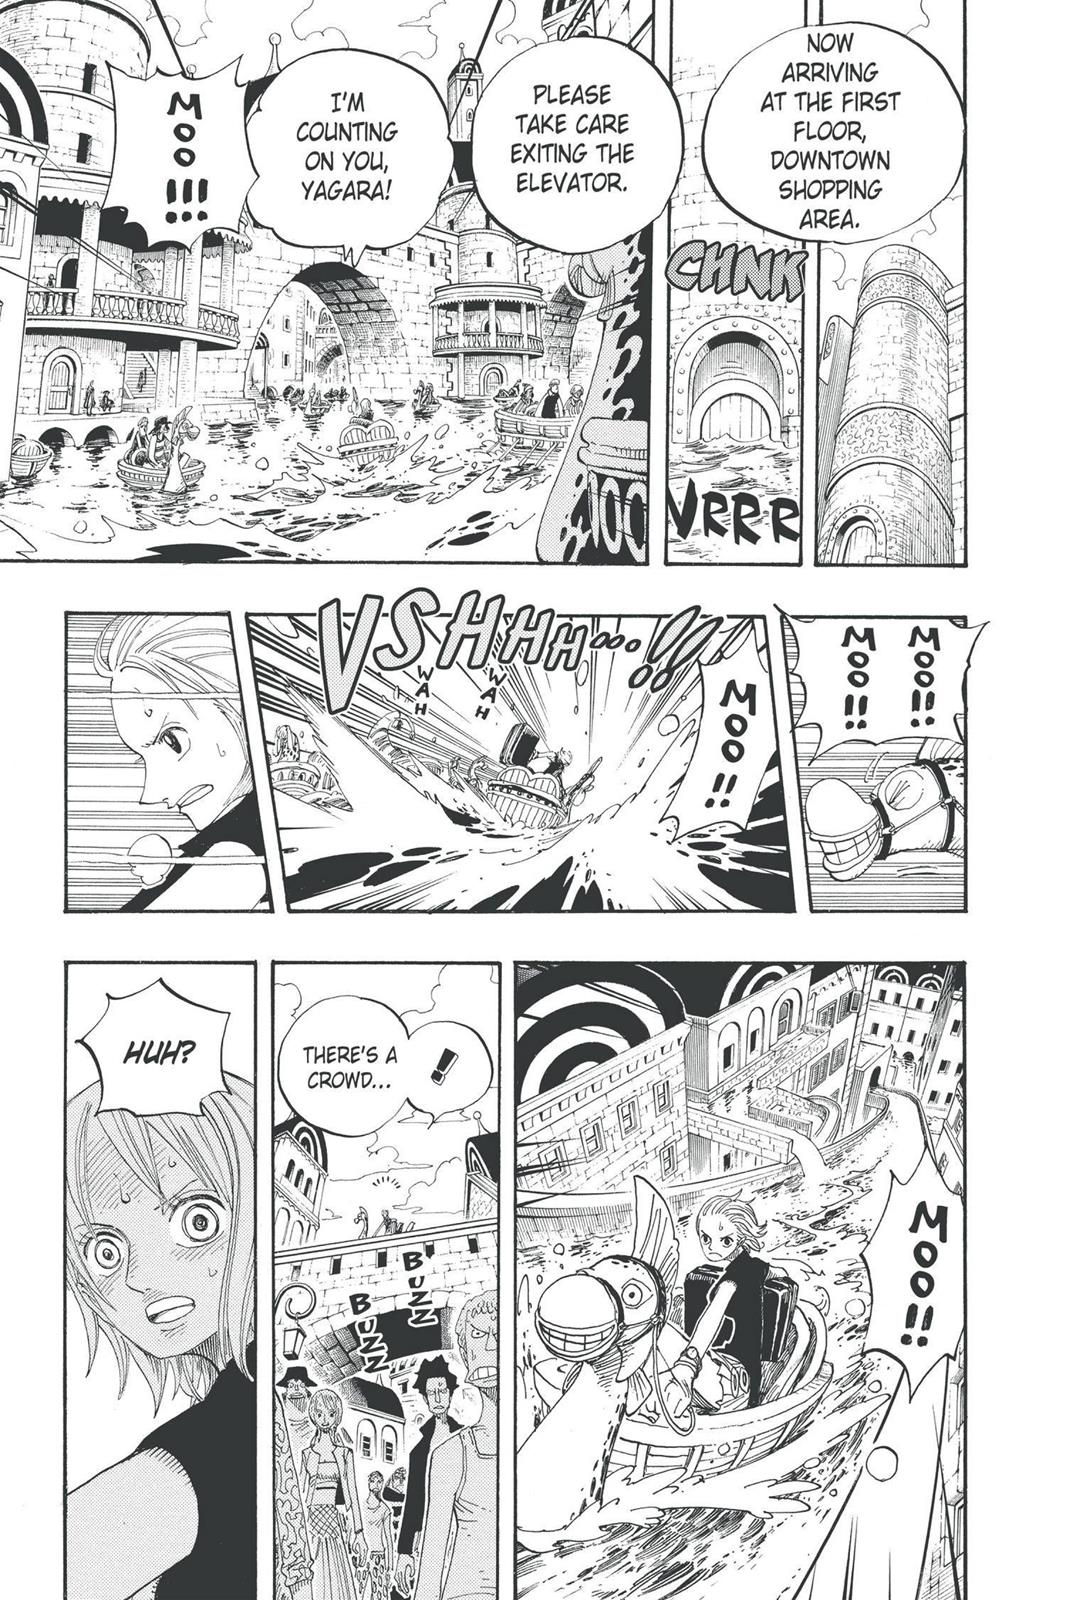 NOW
ARRIVING
AT THE FIRST
FLOOR,
DOWNTOWN
SHOPPING
AREA.
CHNK
VRRR
PLEASE
TAKE CARE
EXITING THE
ELEVATOR.
I'M
COUNTING
ON YOU,
YAGARA!
MOO!!!
100
MOO!!
MOO!!
VSHHHH...!!
MOO!!
WAH
WAH
MOO!!
!
THERE'S A
CROWD...
BUZZ
BUZZ
HUH?